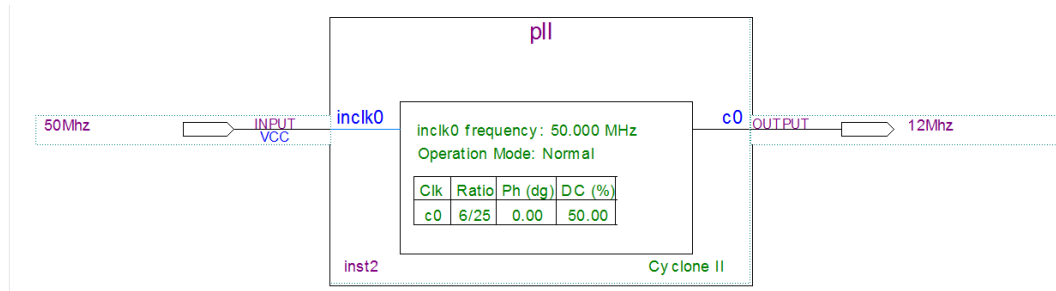 pll
50Mhz
INPUT
VCC
inclk0
c0
OUTPUT
12Mhz
inclk0 frequency: 50.000 MHz
Operation Mode: Normal
Clk Ratio Ph (dg) DC (%)
c0 6/25 0.00 50.00
inst2
Cyclone II